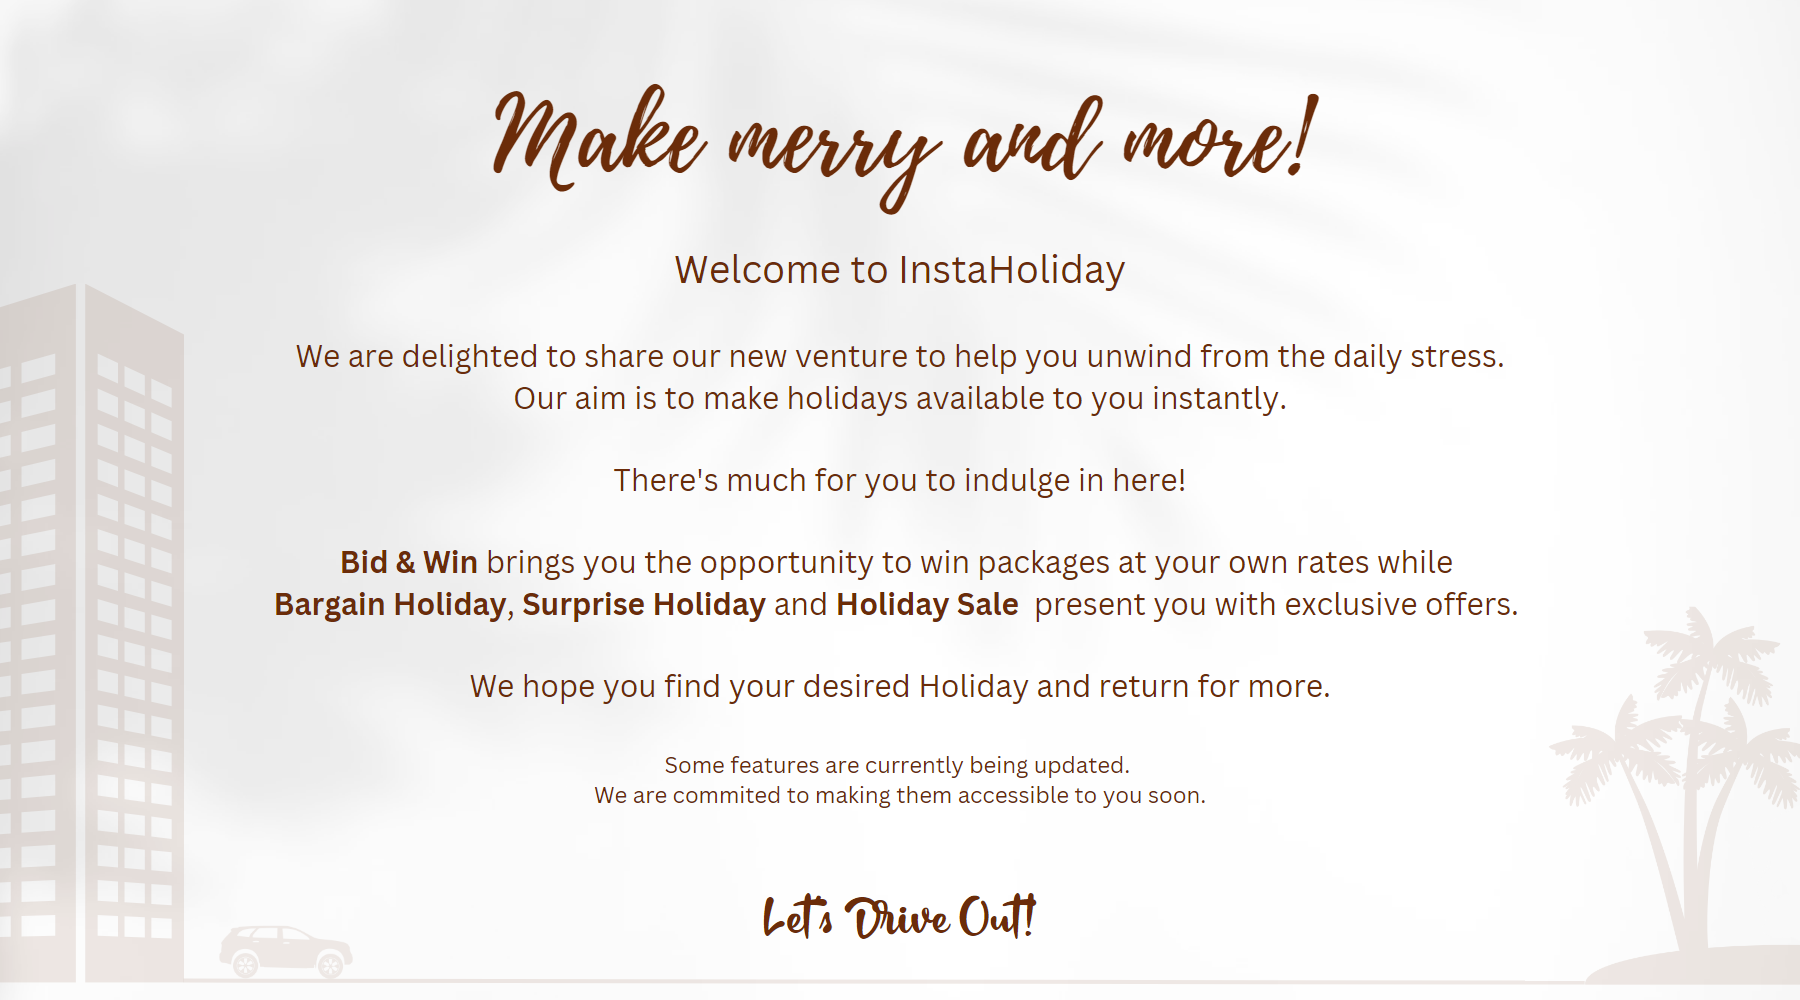 Make merry and more!
Welcome to InstaHoliday
We are delighted to share our new venture to help you unwind from the daily stress.
Our aim is to make holidays available to you instantly.
There's much for you to indulge in here!
Bid & Win brings you the opportunity to win packages at your own rates while
Bargain Holiday, Surprise Holiday and Holiday Sale present you with exclusive offers.
We hope you find your desired Holiday and return for more.
Some features are currently being updated.
We are commited to making them accessible to you soon.
Let's Drive Out!